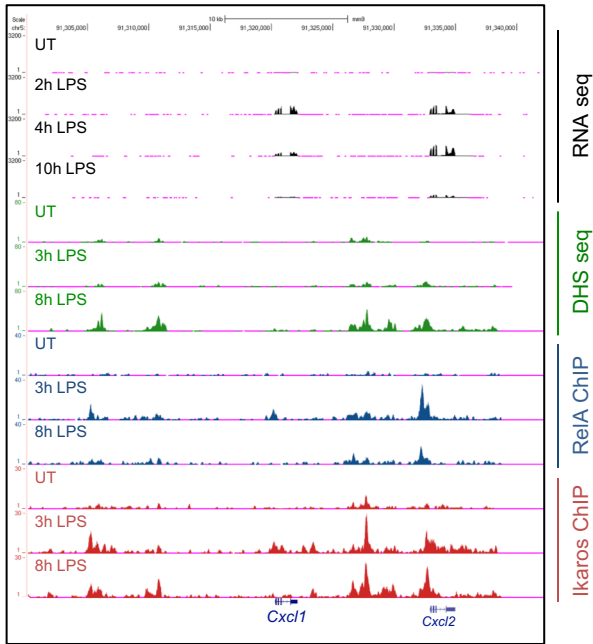 Scale 10 kb mm9
chr5: 91,305,000 91,310,000 91,315,000 91,320,000 91,325,000 91,330,000 91,335,000 91,340,000
3200
UT
1
3200
2h LPS
1
3200
4h LPS
1
3200
10h LPS
1
RNA seq
80
UT
1
80
3h LPS
1
80
8h LPS
1
DHS seq
40
UT
1
40
3h LPS
1
40
8h LPS
1
RelA ChIP
30
UT
1
30
3h LPS
1
30
8h LPS
1
Ikaros ChIP
Cxcl1 Cxcl2